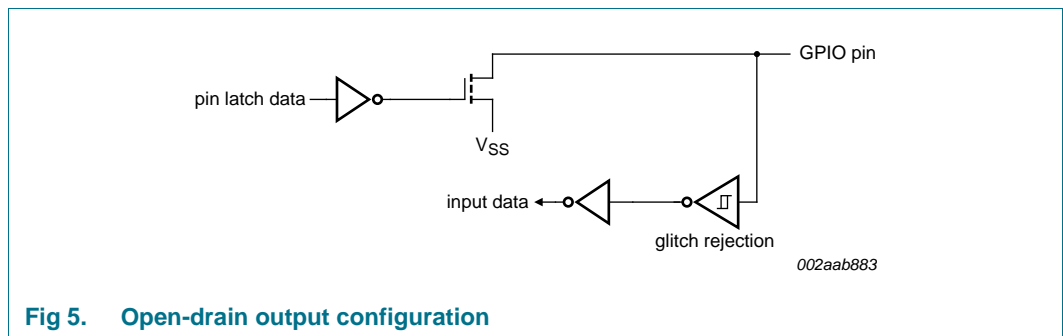 GPIO pin
pin latch data
VSS
input data
glitch rejection
002aab883
Fig 5. Open-drain output configuration